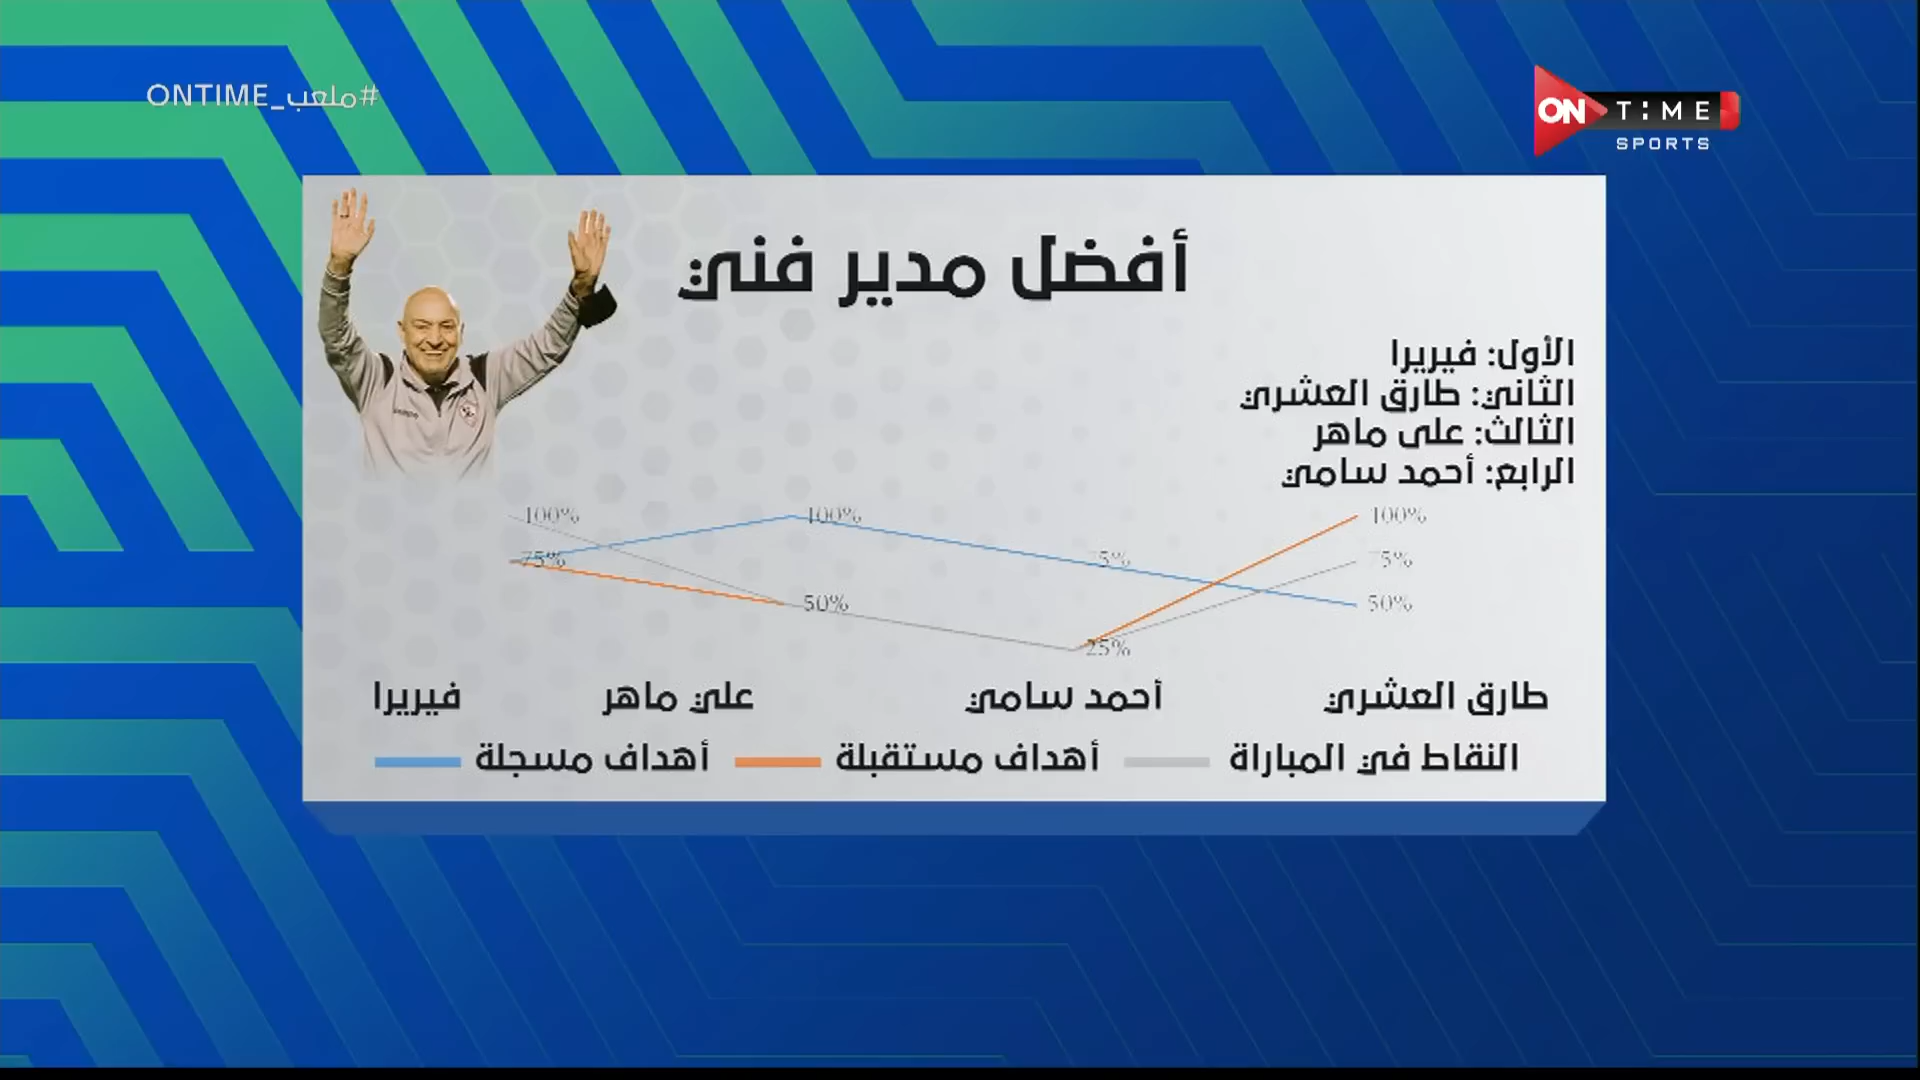 #ملعب_ONTIME
ON TIME
SPORTS
أفضل مدير فني
الأول: فيريرا
الثاني: طارق العشري
الثالث: على ماهر
الرابع: أحمد سامي
100% 100% 100%
75% 75% 75%
50% 50%
25%
فيريرا علي ماهر أحمد سامي طارق العشري
أهداف مسجلة أهداف مستقبلة النقاط في المباراة